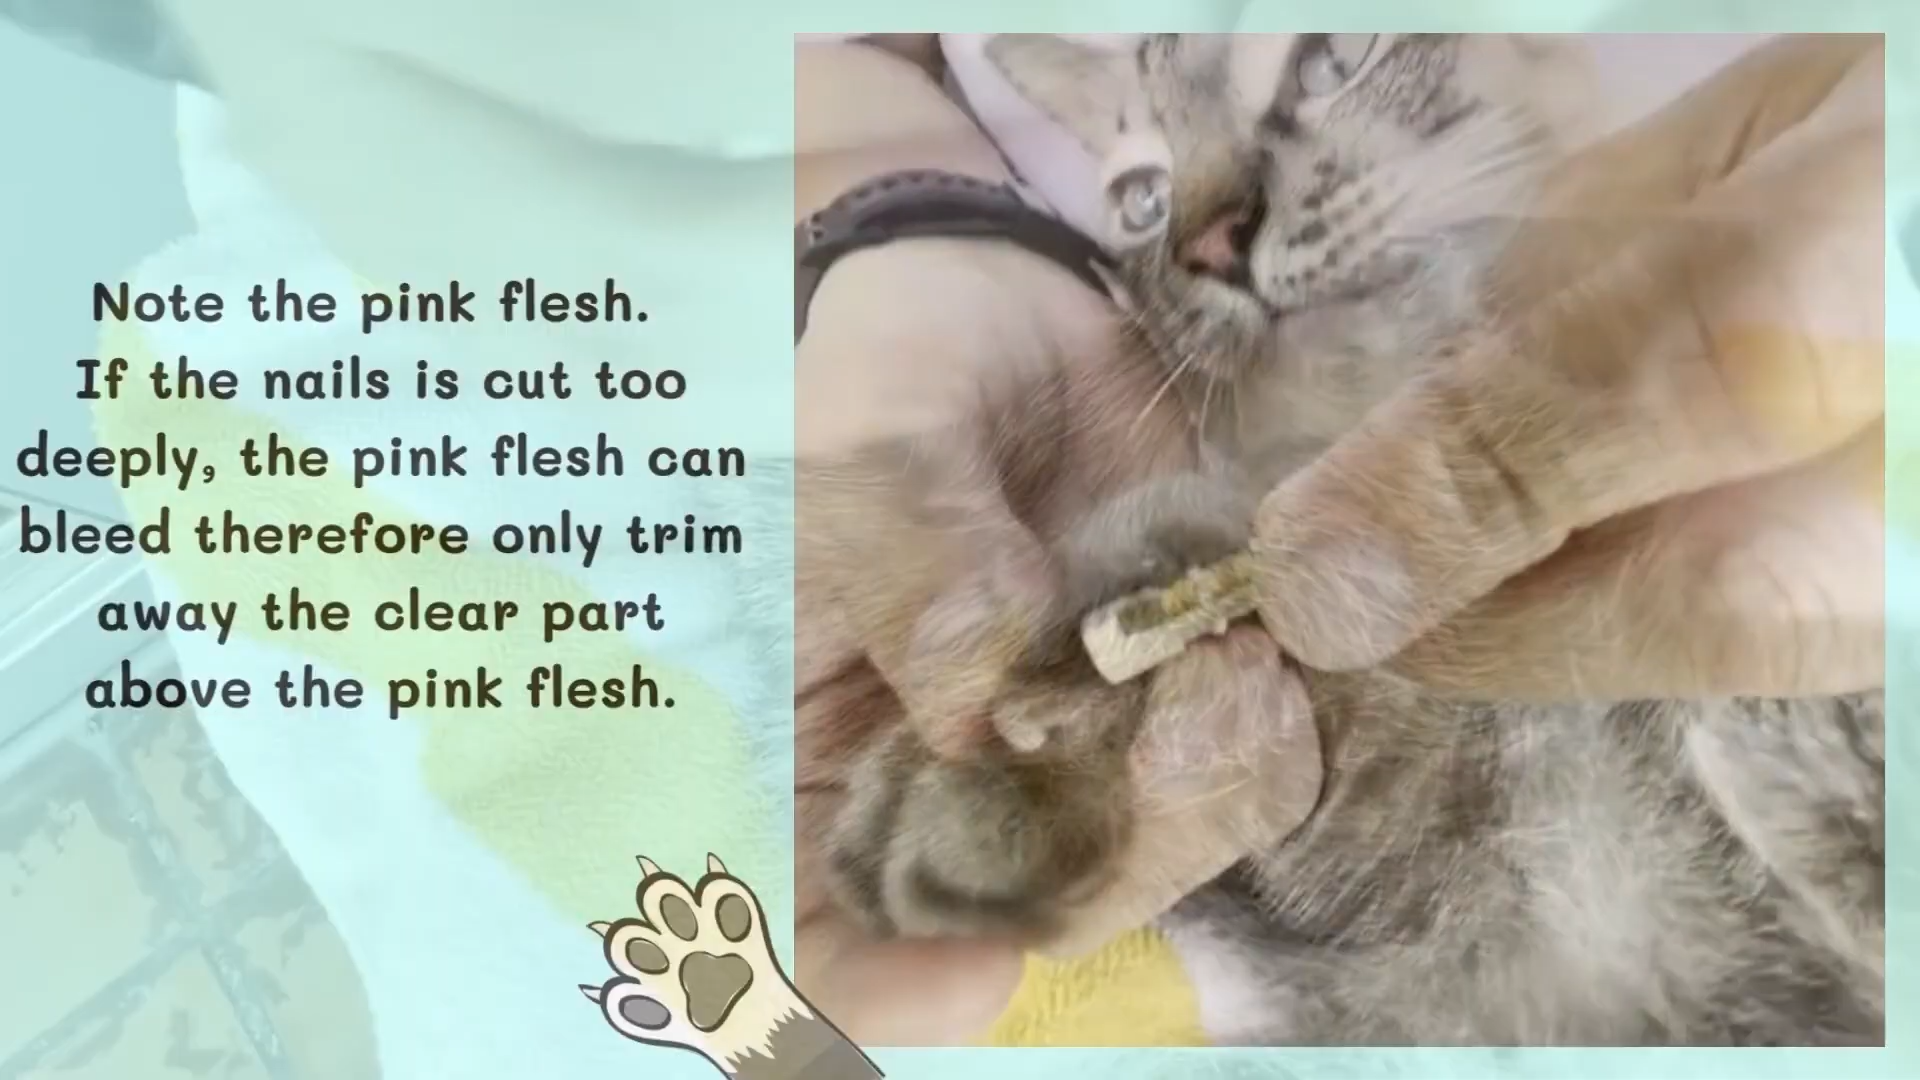 Note the pink flesh.
If the nails is cut too
deeply, the pink flesh can
bleed therefore only trim
away the clear part
above the pink flesh.